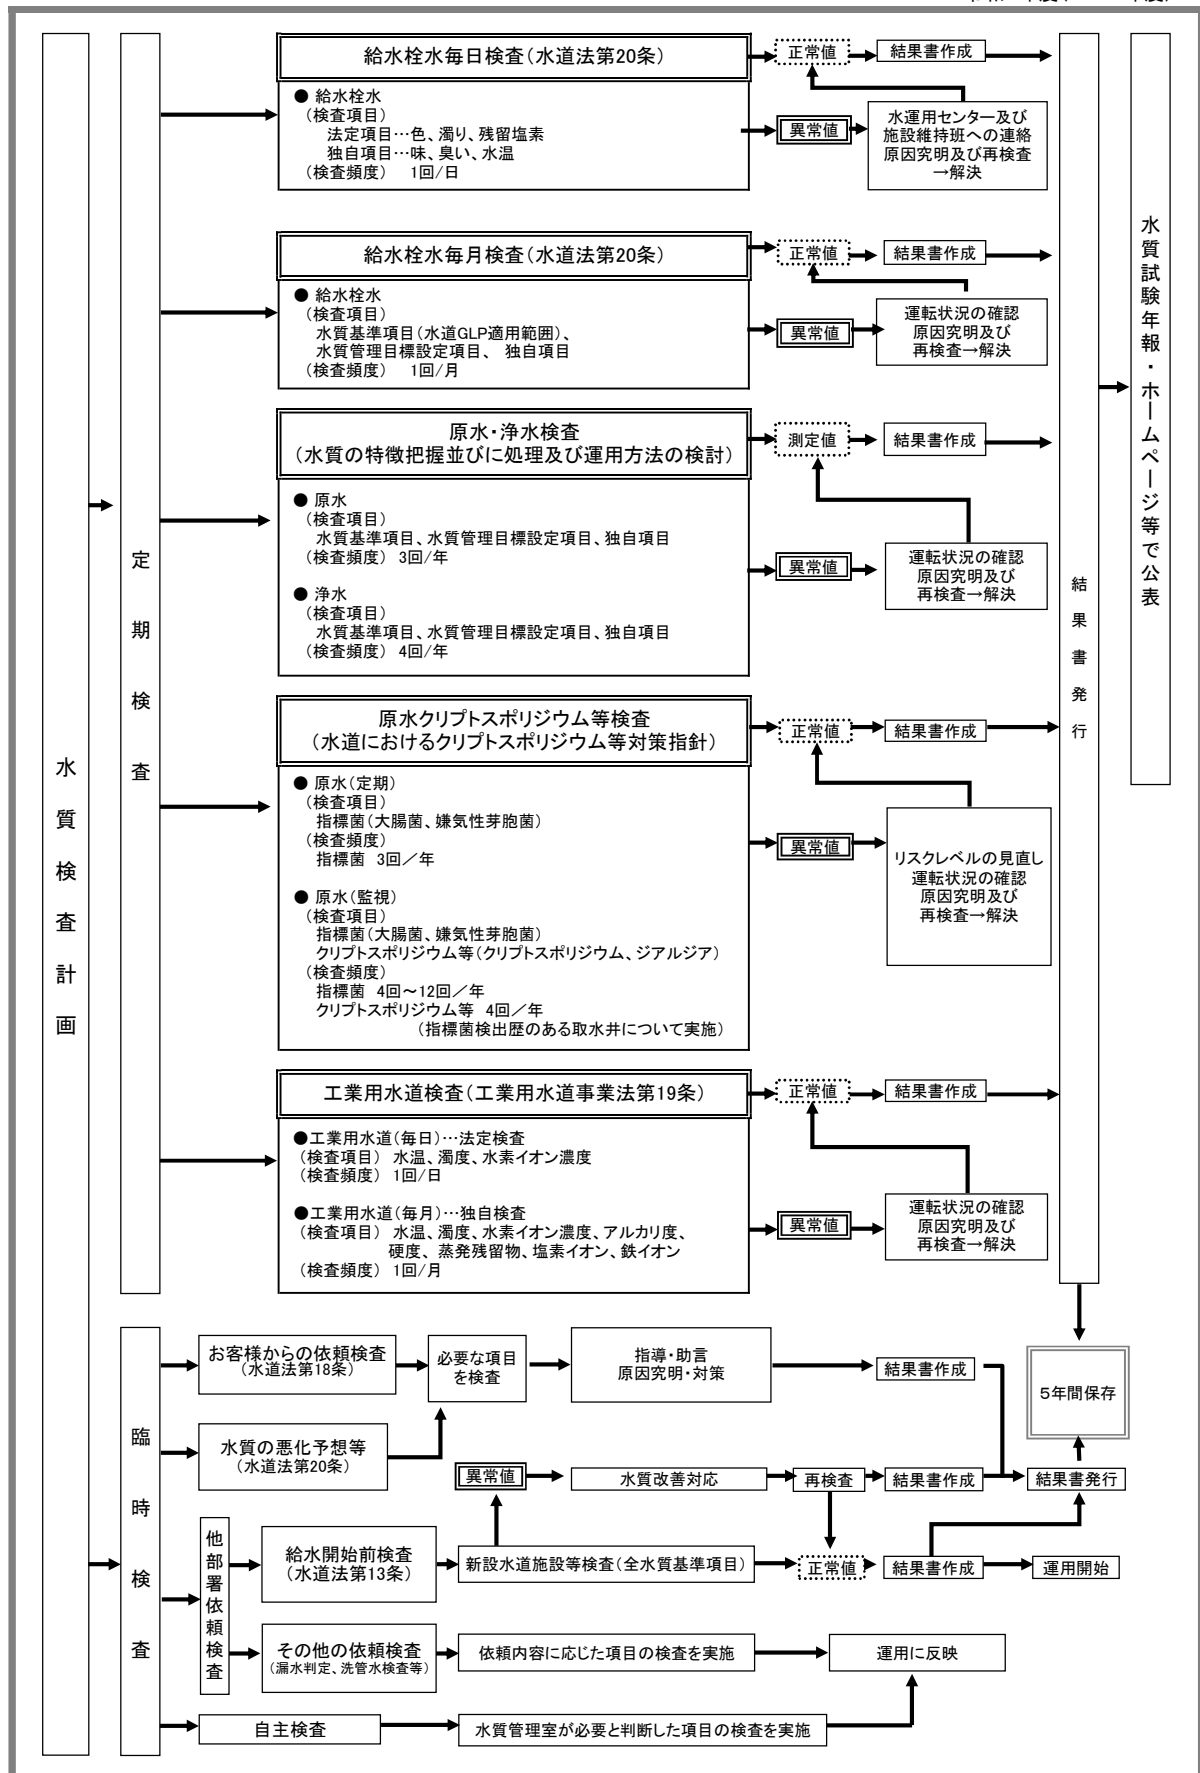 水質検査計画
定期検査
給水栓水毎日検査(水道法第20条)
● 給水栓水
(検査項目)
法定項目…色、濁り、残留塩素
独自項目…味、臭い、水温
(検査頻度) 1回/日
正常値
結果書作成
異常値
水運用センター及び
施設維持班への連絡
原因究明及び再検査
→解決
給水栓水毎月検査(水道法第20条)
● 給水栓水
(検査項目)
水質基準項目(水道GLP適用範囲)、
水質管理目標設定項目、 独自項目
(検査頻度) 1回/月
正常値
結果書作成
異常値
運転状況の確認
原因究明及び
再検査→解決
原水・浄水検査
(水質の特徴把握並びに処理及び運用方法の検討)
● 原水
(検査項目)
水質基準項目、水質管理目標設定項目、独自項目
(検査頻度) 3回/年
● 浄水
(検査項目)
水質基準項目、水質管理目標設定項目、独自項目
(検査頻度) 4回/年
測定値
結果書作成
異常値
運転状況の確認
原因究明及び
再検査→解決
原水クリプトスポリジウム等検査
(水道におけるクリプトスポリジウム等対策指針)
● 原水(定期)
(検査項目)
指標菌(大腸菌、嫌気性芽胞菌)
(検査頻度)
指標菌 3回/年
● 原水(監視)
(検査項目)
指標菌(大腸菌、嫌気性芽胞菌)
クリプトスポリジウム等(クリプトスポリジウム、ジアルジア)
(検査頻度)
指標菌 4回~12回/年
クリプトスポリジウム等 4回/年
(指標菌検出歴のある取水井について実施)
正常値
結果書作成
異常値
リスクレベルの見直し
運転状況の確認
原因究明及び
再検査→解決
工業用水道検査(工業用水道事業法第19条)
●工業用水道(毎日)…法定検査
(検査項目) 水温、濁度、水素イオン濃度
(検査頻度) 1回/日
●工業用水道(毎月)…独自検査
(検査項目) 水温、濁度、水素イオン濃度、アルカリ度、
硬度、蒸発残留物、塩素イオン、鉄イオン
(検査頻度) 1回/月
正常値
結果書作成
異常値
運転状況の確認
原因究明及び
再検査→解決
結果書発行
水質試験年報・ホームページ等で公表
臨時検査
お客様からの依頼検査
(水道法第18条)
必要な項目
を検査
指導・助言
原因究明・対策
結果書作成
5年間保存
水質の悪化予想等
(水道法第20条)
異常値
水質改善対応
再検査
結果書作成
結果書発行
他部署依頼検査
給水開始前検査
(水道法第13条)
新設水道施設等検査(全水質基準項目)
正常値
結果書作成
運用開始
その他の依頼検査
(漏水判定、洗管水検査等)
依頼内容に応じた項目の検査を実施
運用に反映
自主検査
水質管理室が必要と判断した項目の検査を実施